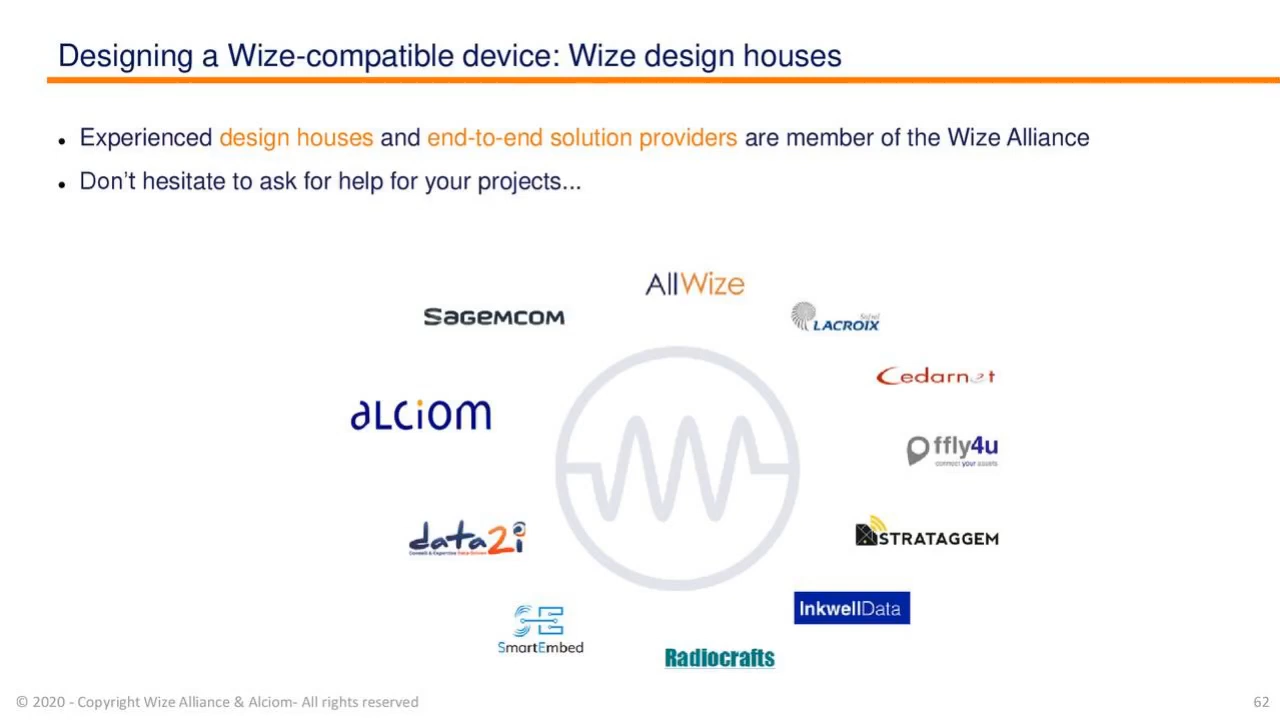 Designing a Wize-compatible device: Wize design houses
Experienced design houses and end-to-end solution providers are member of the Wize Alliance
Don't hesitate to ask for help for your projects...
AllWize
SAGEMCOM
Sofrel
LACROIX
Cedarnet
aLCiOM
ffly4u
connect your assets
data2i
STRATAGGEM
InkwellData
SE
SmartEmbed
Radiocrafts
© 2020 - Copyright Wize Alliance & Alciom- All rights reserved
62